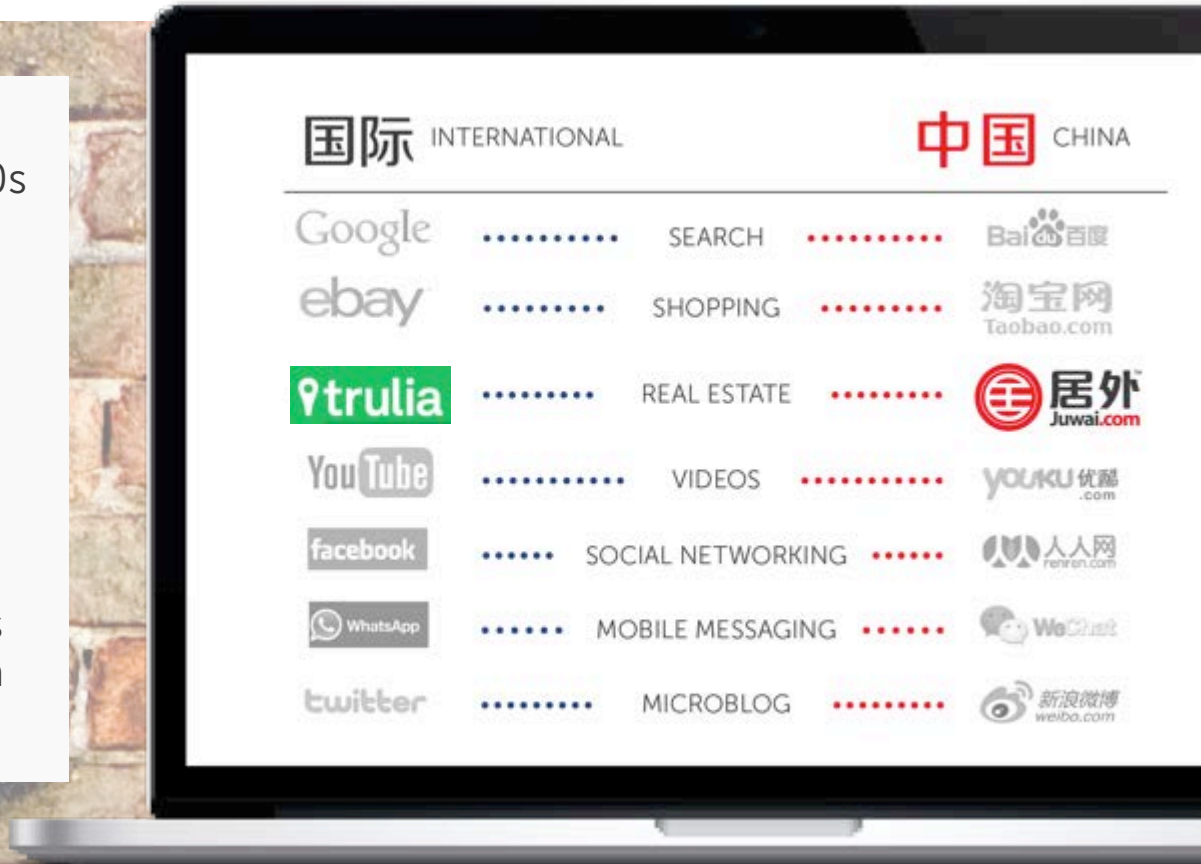 0s
s
n
国际 INTERNATIONAL
中国 CHINA
Google SEARCH Baidu百度
ebay SHOPPING 淘宝网
Taobao.com
trulia REAL ESTATE 居外
Juwai.com
YouTube VIDEOS YOUKU 优酷
.com
facebook SOCIAL NETWORKING 人人网
renren.com
WhatsApp MOBILE MESSAGING WeChat
twitter MICROBLOG 新浪微博
weibo.com